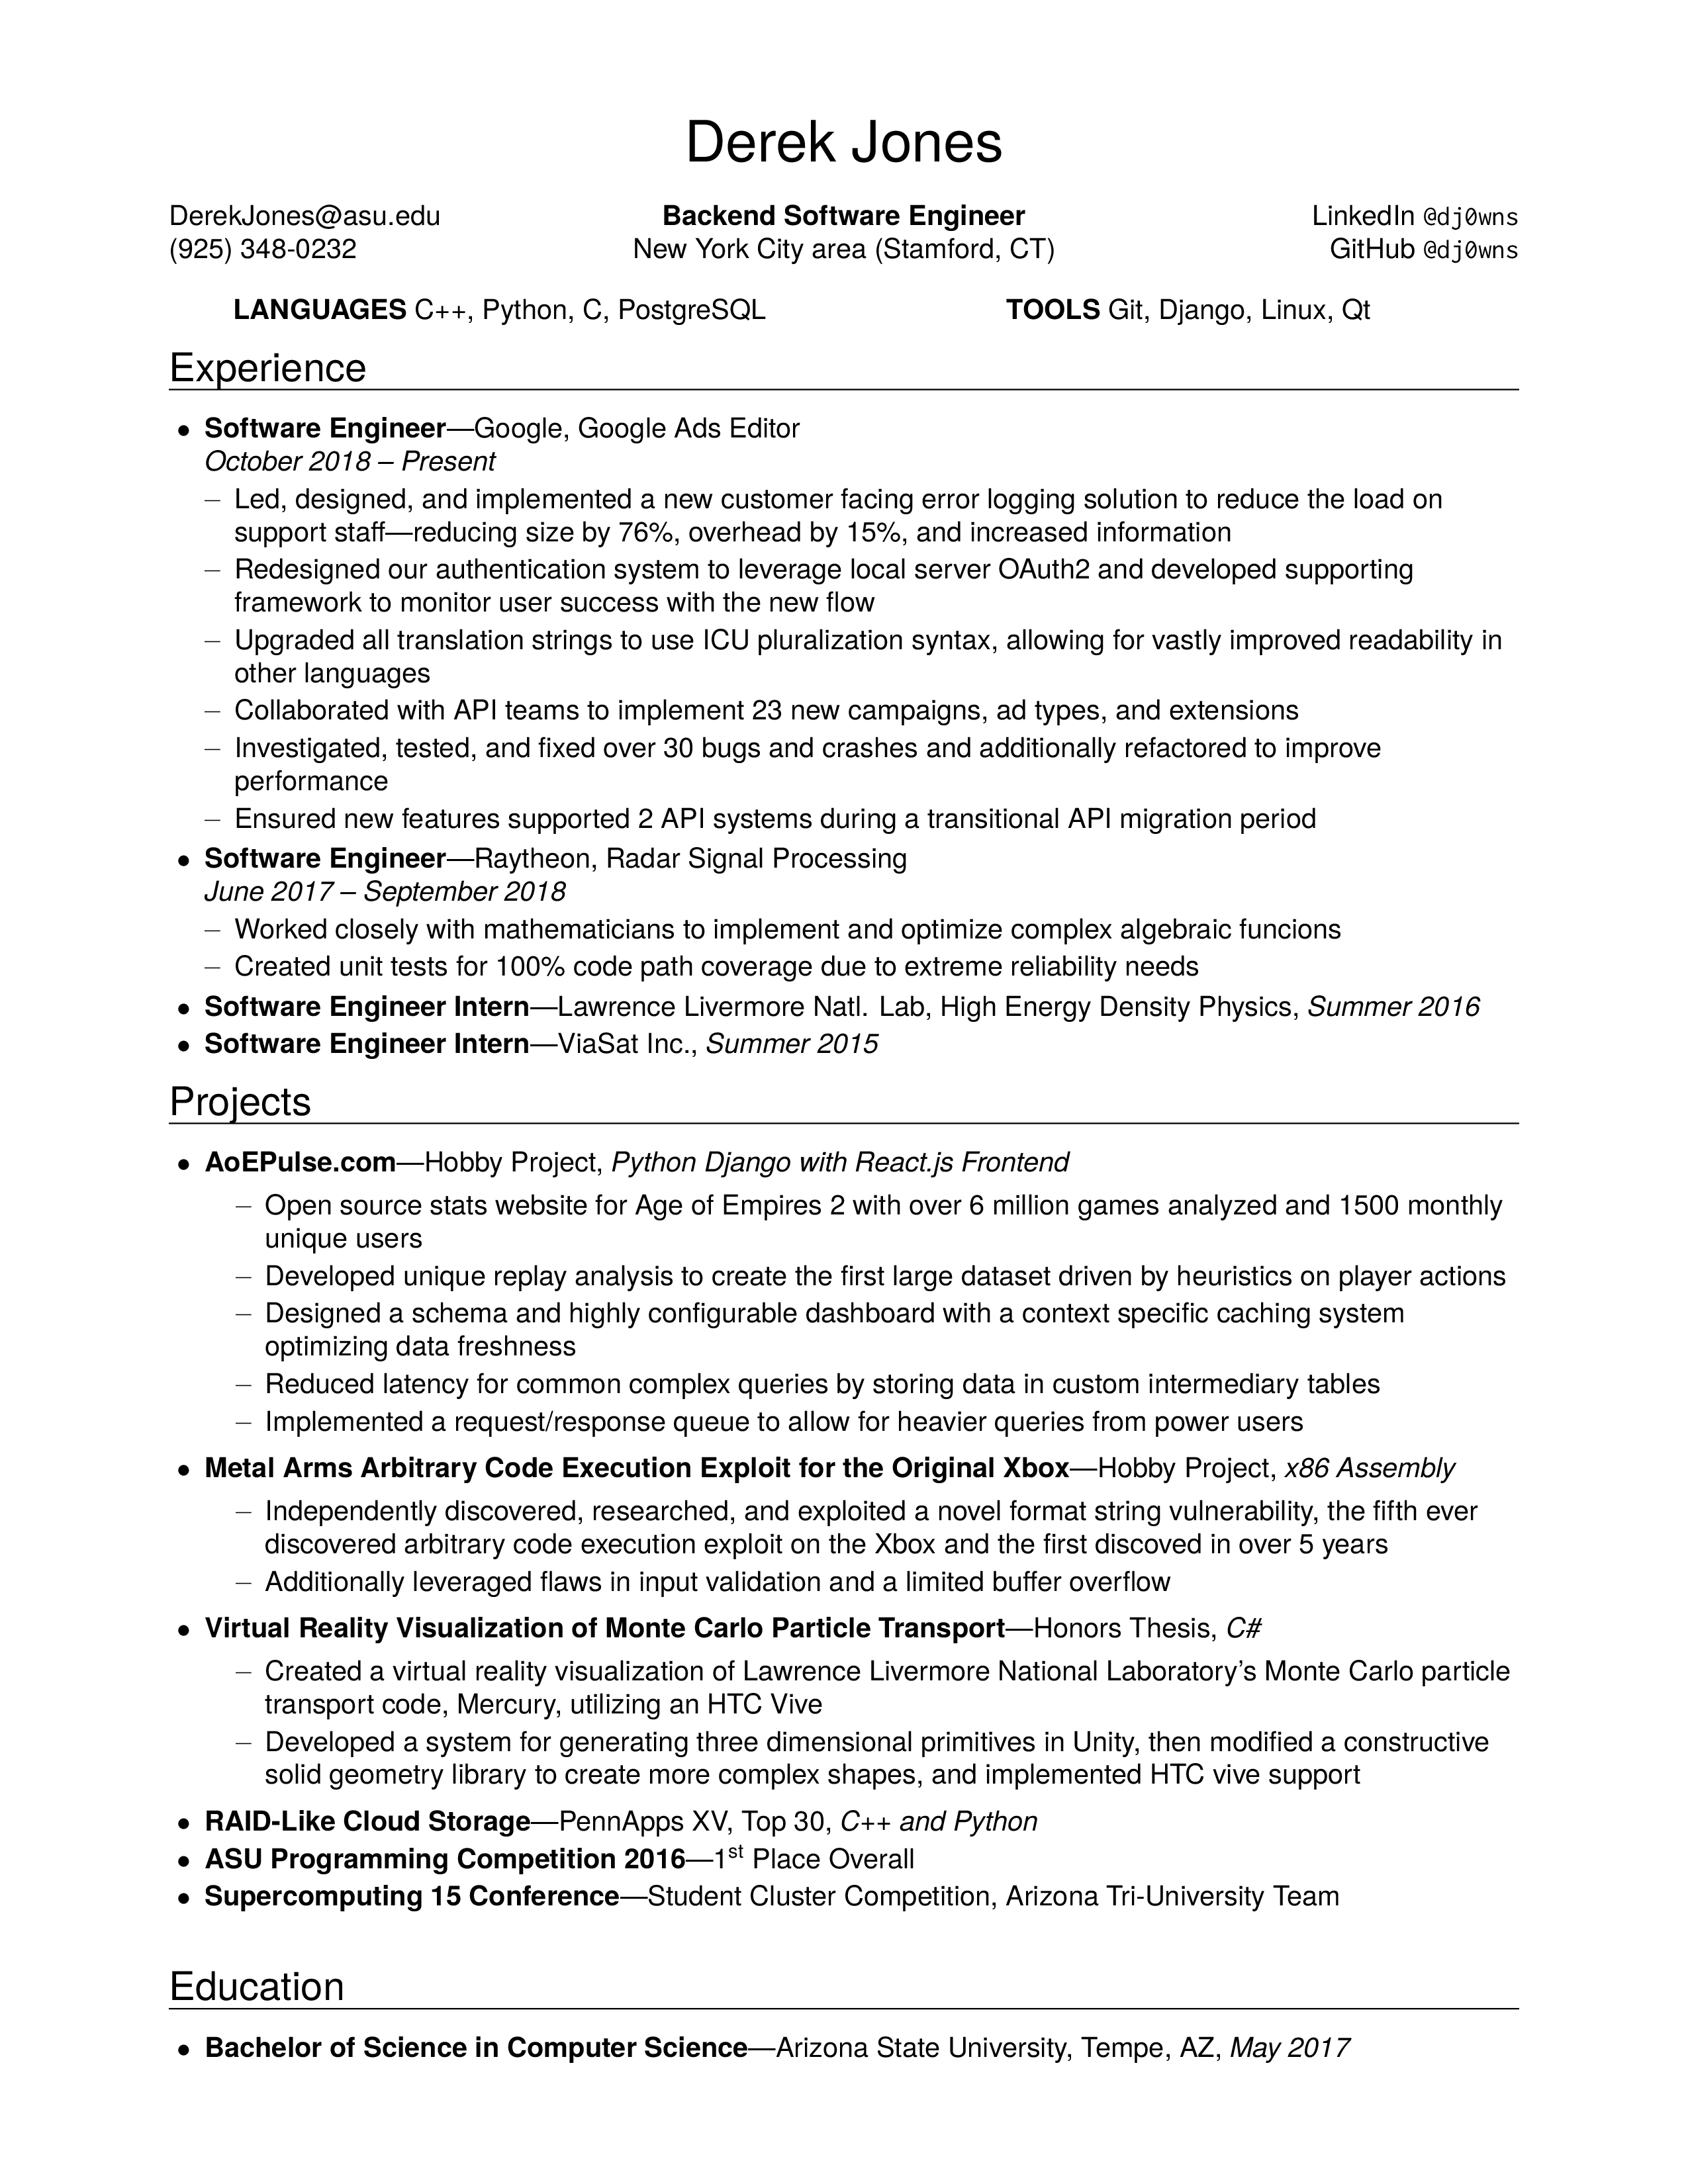 Derek Jones
DerekJones@asu.edu
(925) 348-0232
Backend Software Engineer
New York City area (Stamford, CT)
LinkedIn @dj0wns
GitHub @dj0wns
LANGUAGES C++, Python, C, PostgreSQL
TOOLS Git, Django, Linux, Qt
Experience
• Software Engineer—Google, Google Ads Editor
October 2018 – Present
– Led, designed, and implemented a new customer facing error logging solution to reduce the load on
support staff—reducing size by 76%, overhead by 15%, and increased information
– Redesigned our authentication system to leverage local server OAuth2 and developed supporting
framework to monitor user success with the new flow
– Upgraded all translation strings to use ICU pluralization syntax, allowing for vastly improved readability in
other languages
– Collaborated with API teams to implement 23 new campaigns, ad types, and extensions
– Investigated, tested, and fixed over 30 bugs and crashes and additionally refactored to improve
performance
– Ensured new features supported 2 API systems during a transitional API migration period
• Software Engineer—Raytheon, Radar Signal Processing
June 2017 – September 2018
– Worked closely with mathematicians to implement and optimize complex algebraic funcions
– Created unit tests for 100% code path coverage due to extreme reliability needs
• Software Engineer Intern—Lawrence Livermore Natl. Lab, High Energy Density Physics, Summer 2016
• Software Engineer Intern—ViaSat Inc., Summer 2015
Projects
• AoEPulse.com—Hobby Project, Python Django with React.js Frontend
– Open source stats website for Age of Empires 2 with over 6 million games analyzed and 1500 monthly
unique users
– Developed unique replay analysis to create the first large dataset driven by heuristics on player actions
– Designed a schema and highly configurable dashboard with a context specific caching system
optimizing data freshness
– Reduced latency for common complex queries by storing data in custom intermediary tables
– Implemented a request/response queue to allow for heavier queries from power users
• Metal Arms Arbitrary Code Execution Exploit for the Original Xbox—Hobby Project, x86 Assembly
– Independently discovered, researched, and exploited a novel format string vulnerability, the fifth ever
discovered arbitrary code execution exploit on the Xbox and the first discoved in over 5 years
– Additionally leveraged flaws in input validation and a limited buffer overflow
• Virtual Reality Visualization of Monte Carlo Particle Transport—Honors Thesis, C#
– Created a virtual reality visualization of Lawrence Livermore National Laboratory's Monte Carlo particle
transport code, Mercury, utilizing an HTC Vive
– Developed a system for generating three dimensional primitives in Unity, then modified a constructive
solid geometry library to create more complex shapes, and implemented HTC vive support
• RAID-Like Cloud Storage—PennApps XV, Top 30, C++ and Python
• ASU Programming Competition 2016—1st Place Overall
• Supercomputing 15 Conference—Student Cluster Competition, Arizona Tri-University Team
Education
• Bachelor of Science in Computer Science—Arizona State University, Tempe, AZ, May 2017